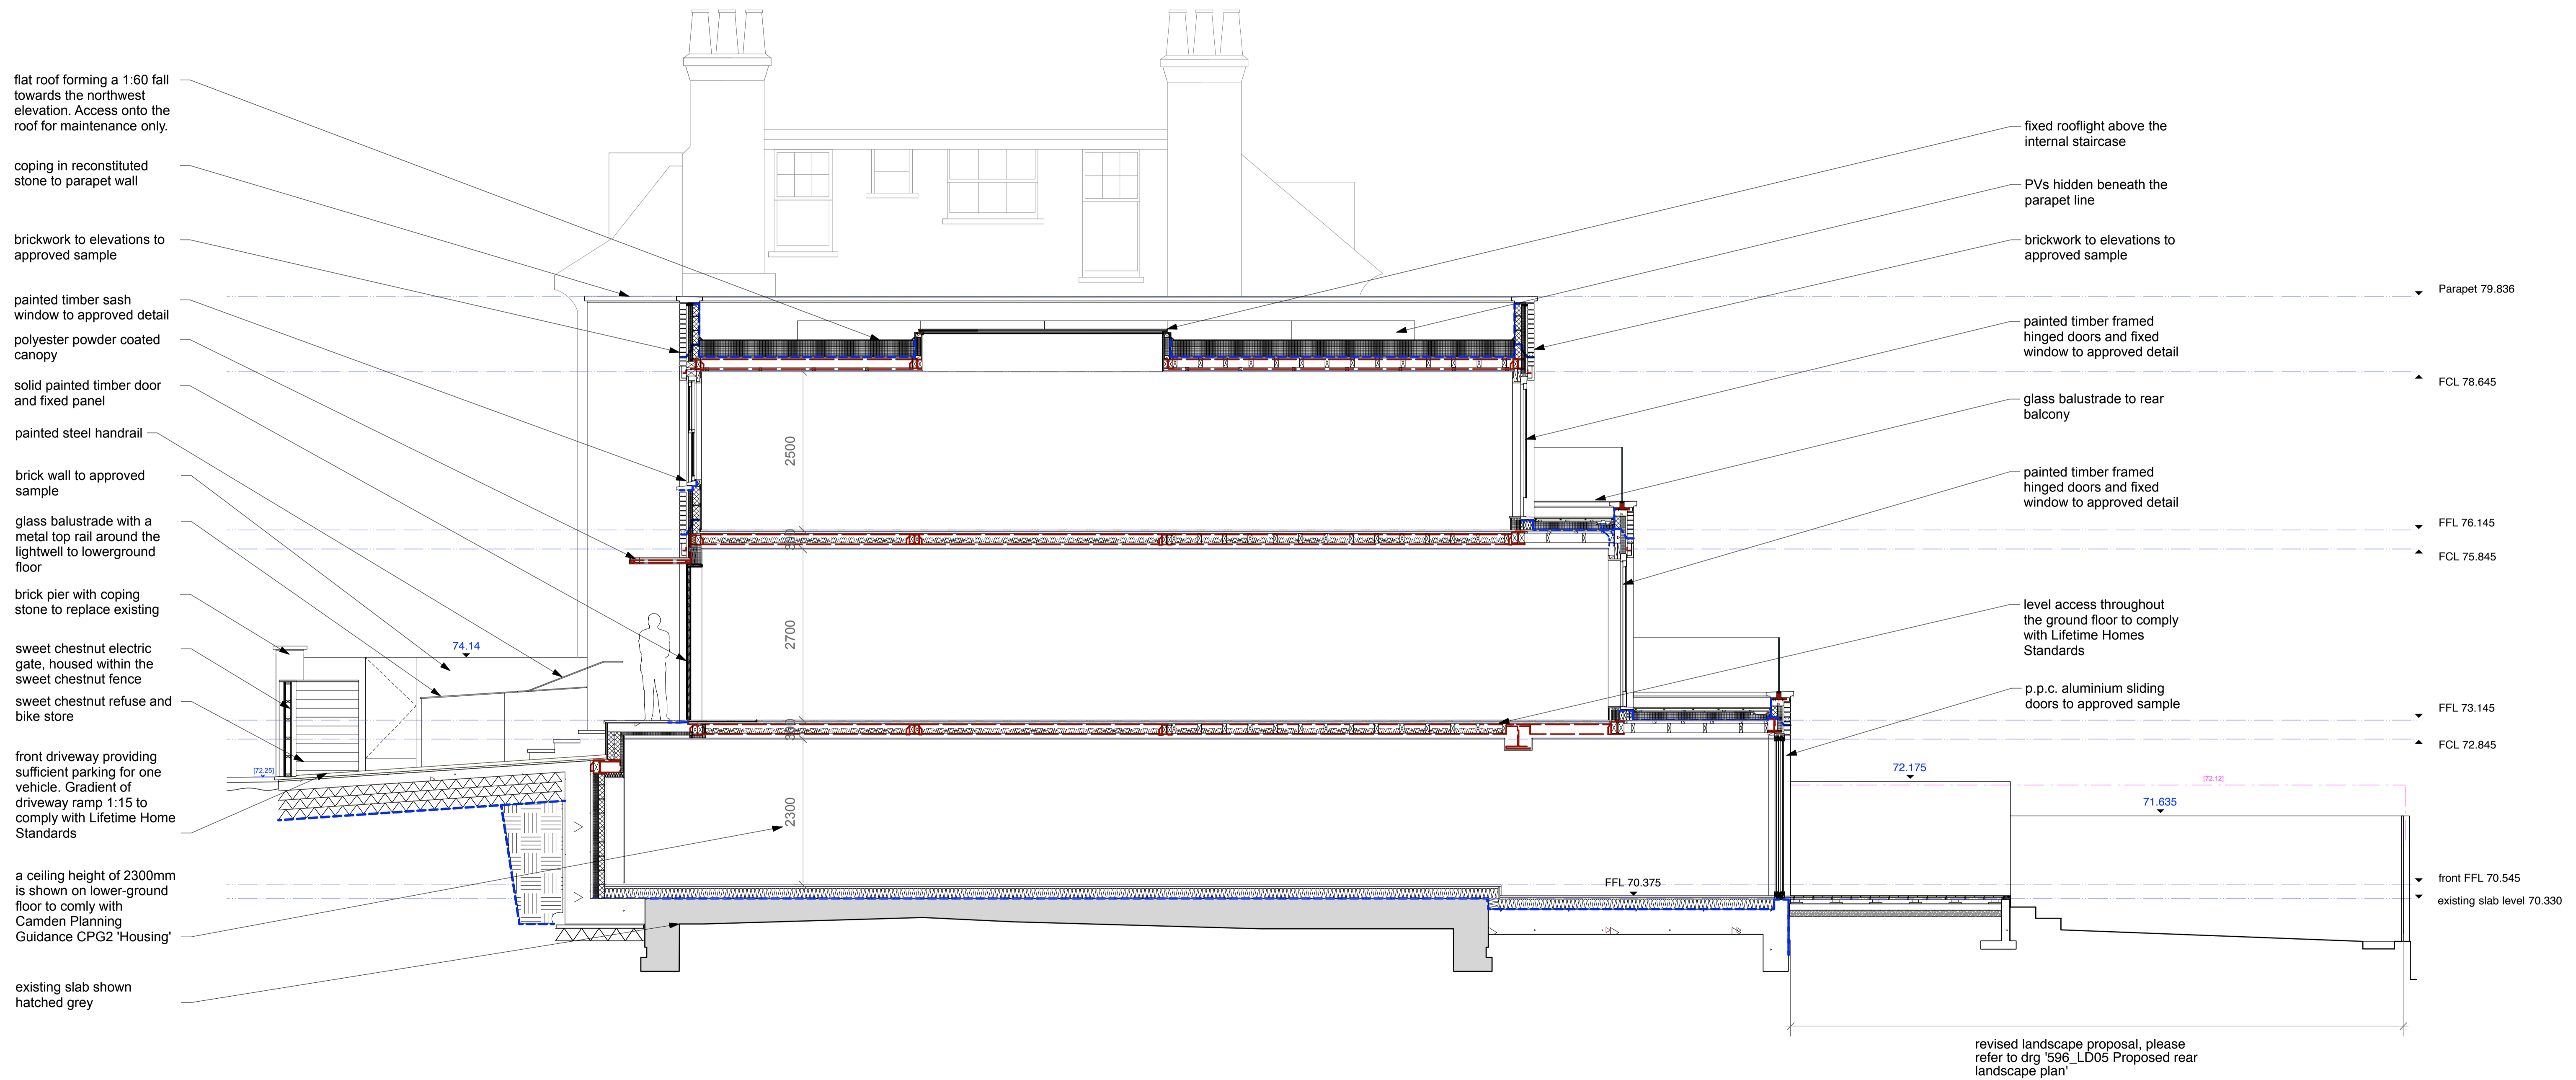 flat roof forming a 1:60 fall
towards the northwest
elevation. Access onto the
roof for maintenance only.
coping in reconstituted
stone to parapet wall
brickwork to elevations to
approved sample
painted timber sash
window to approved detail
polyester powder coated
canopy
solid painted timber door
and fixed panel
painted steel handrail
brick wall to approved
sample
glass balustrade with a
metal top rail around the
lightwell to lowerground
floor
brick pier with coping
stone to replace existing
sweet chestnut electric
gate, housed within the
sweet chestnut fence
sweet chestnut refuse and
bike store
front driveway providing
sufficient parking for one
vehicle. Gradient of
driveway ramp 1:15 to
comply with Lifetime Home
Standards
a ceiling height of 2300mm
is shown on lower-ground
floor to comly with
Camden Planning
Guidance CPG2 'Housing'
existing slab shown
hatched grey
74.14
[72.25]
2500
300
2700
300
2300
FFL 70.375
fixed rooflight above the
internal staircase
PVs hidden beneath the
parapet line
brickwork to elevations to
approved sample
painted timber framed
hinged doors and fixed
window to approved detail
glass balustrade to rear
balcony
painted timber framed
hinged doors and fixed
window to approved detail
level access throughout
the ground floor to comply
with Lifetime Homes
Standards
p.p.c. aluminium sliding
doors to approved sample
72.175
[72.12]
71.635
Parapet 79.836
FCL 78.645
FFL 76.145
FCL 75.845
FFL 73.145
FCL 72.845
front FFL 70.545
existing slab level 70.330
revised landscape proposal, please
refer to drg '596_LD05 Proposed rear
landscape plan'